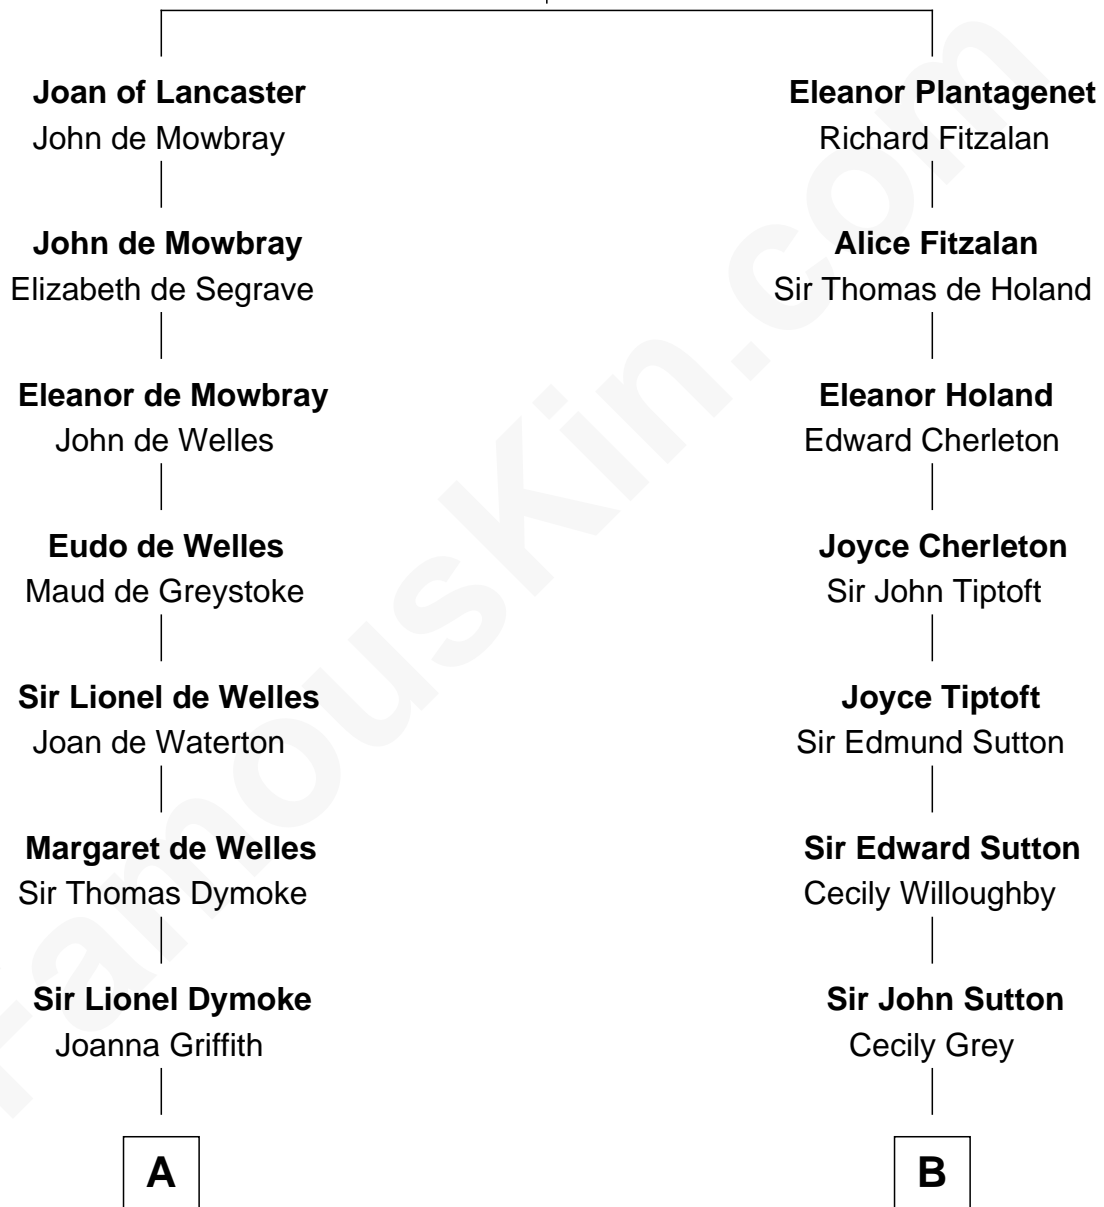 Joan of Lancaster
John de Mowbray
John de Mowbray
Elizabeth de Segrave
Eleanor de Mowbray
John de Welles
Eudo de Welles
Maud de Greystoke
Sir Lionel de Welles
Joan de Waterton
Margaret de Welles
Sir Thomas Dymoke
Sir Lionel Dymoke
Joanna Griffith
A
Eleanor Plantagenet
Richard Fitzalan
Alice Fitzalan
Sir Thomas de Holand
Eleanor Holand
Edward Cherleton
Joyce Cherleton
Sir John Tiptoft
Joyce Tiptoft
Sir Edmund Sutton
Sir Edward Sutton
Cecily Willoughby
Sir John Sutton
Cecily Grey
B
FamousKin.com